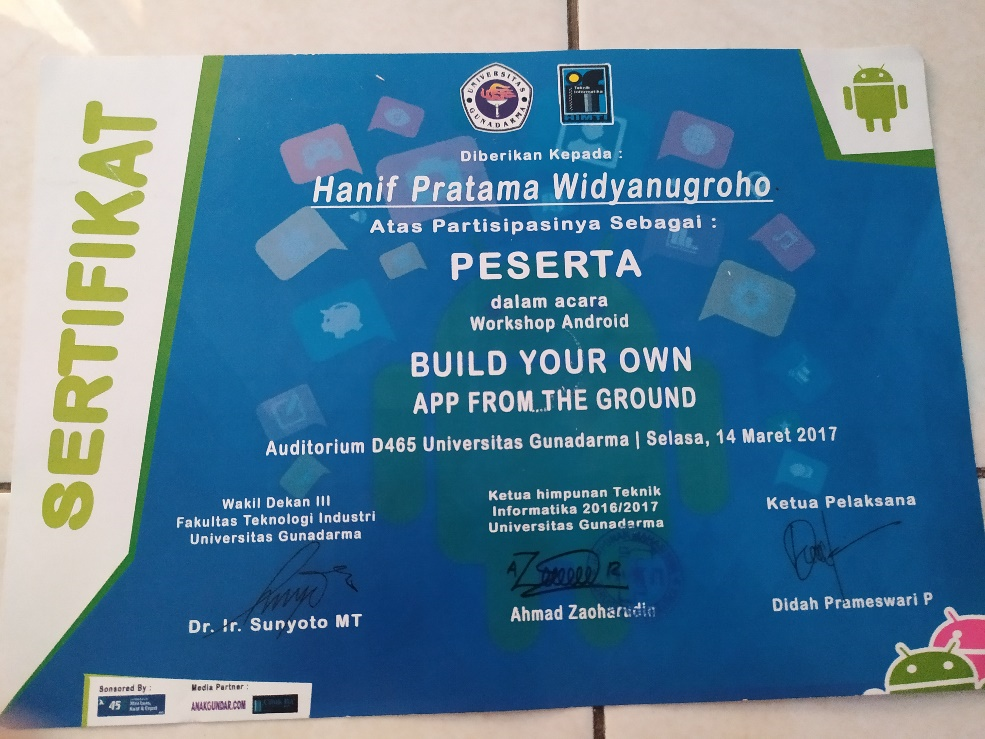 SERTIFIKAT
UNIVERSITAS GUNADARMA
Teknik
Informatika
HIMTI
Diberikan Kepada :
Hanif Pratama Widyanugroho
Atas Partisipasinya Sebagai :
PESERTA
dalam acara
Workshop Android
BUILD YOUR OWN
APP FROM THE GROUND
Auditorium D465 Universitas Gunadarma | Selasa, 14 Maret 2017
Wakil Dekan III
Fakultas Teknologi Industri
Universitas Gunadarma
Dr. Ir. Sunyoto MT
Ketua himpunan Teknik
Informatika 2016/2017
Universitas Gunadarma
Ahmad Zaoharudin
Ketua Pelaksana
Didah Prameswari P
Sonsored By :
45
Media Partner :
ANAKGUNDAR.COM